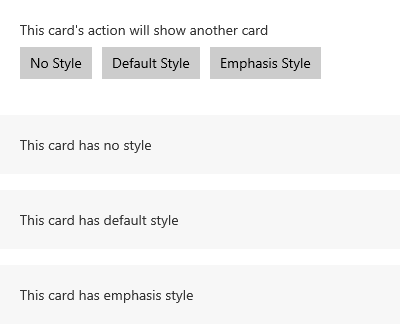 This card's action will show another card
No Style Default Style Emphasis Style
This card has no style
This card has default style
This card has emphasis style